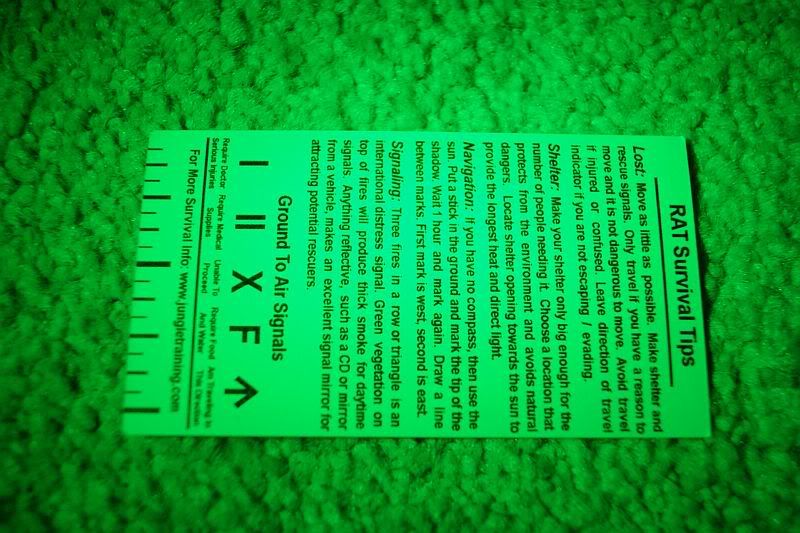 RAT Survival Tips
Lost: Move as little as possible. Make shelter and
rescue signals. Only travel if you have a reason to
move and it is not dangerous to move. Avoid travel
if injured or confused. Leave direction of travel
indicator if you are not escaping / evading.
Shelter: Make your shelter only big enough for the
number of people needing it. Choose a location that
protects from the environment and avoids natural
dangers. Locate shelter opening towards the sun to
provide the longest heat and direct light.
Navigation: If you have no compass, then use the
sun. Put a stick in the ground and mark the tip of the
shadow. Wait 1 hour and mark again. Draw a line
between marks. First mark is west, second is east.
Signaling: Three fires in a row or triangle is an
international distress signal. Green vegetation on
top of fires will produce thick smoke for daytime
signals. Anything reflective, such as a CD or mirror
from a vehicle, makes an excellent signal mirror for
attracting potential rescuers.
Ground To Air Signals
I II X F ↑
Require Doctor Require Medical Unable To Require Food Am Traveling In
Serious Injuries Supplies Proceed And Water This Direction
For More Survival Info: www.jungletraining.com